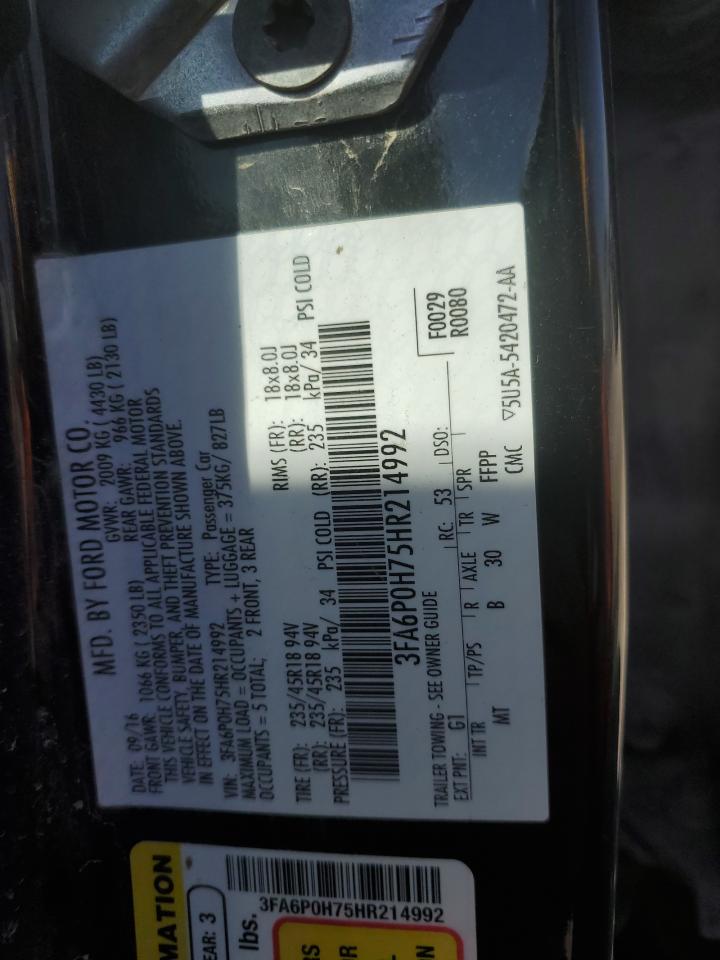 MFD. BY FORD MOTOR CO.
DATE: 09/16 GVWR: 2009 KG ( 4430 LB)
FRONT GAWR: 1066 KG ( 2350 LB) REAR GAWR: 966 KG ( 2130 LB)
THIS VEHICLE CONFORMS TO ALL APPLICABLE FEDERAL MOTOR
VEHICLE SAFETY, BUMPER, AND THEFT PREVENTION STANDARDS
IN EFFECT ON THE DATE OF MANUFACTURE SHOWN ABOVE.
VIN: 3FA6P0H75HR214992 TYPE: Passenger Car
MAXIMUM LOAD = OCCUPANTS + LUGGAGE = 375KG/ 827LB
OCCUPANTS = 5 TOTAL; 2 FRONT, 3 REAR
TIRE (FR): 235/45R18 94V RIMS (FR): 18x8.0J
(RR): 235/45R18 94V (RR): 18x8.0J
PRESSURE (FR): 235 kPa/ 34 PSI COLD (RR): 235 kPa/ 34 PSI COLD
3FA6P0H75HR214992
F0029
R0080
TRAILER TOWING - SEE OWNER GUIDE
EXT PNT: G1 RC: 53 DSO:
INT TR TP/PS R AXLE TR SPR
MT B 30 W FFPP
CMC ▽5U5A-5420472-AA
MATION
EAR: 3
lbs.
3FA6P0H75HR214992